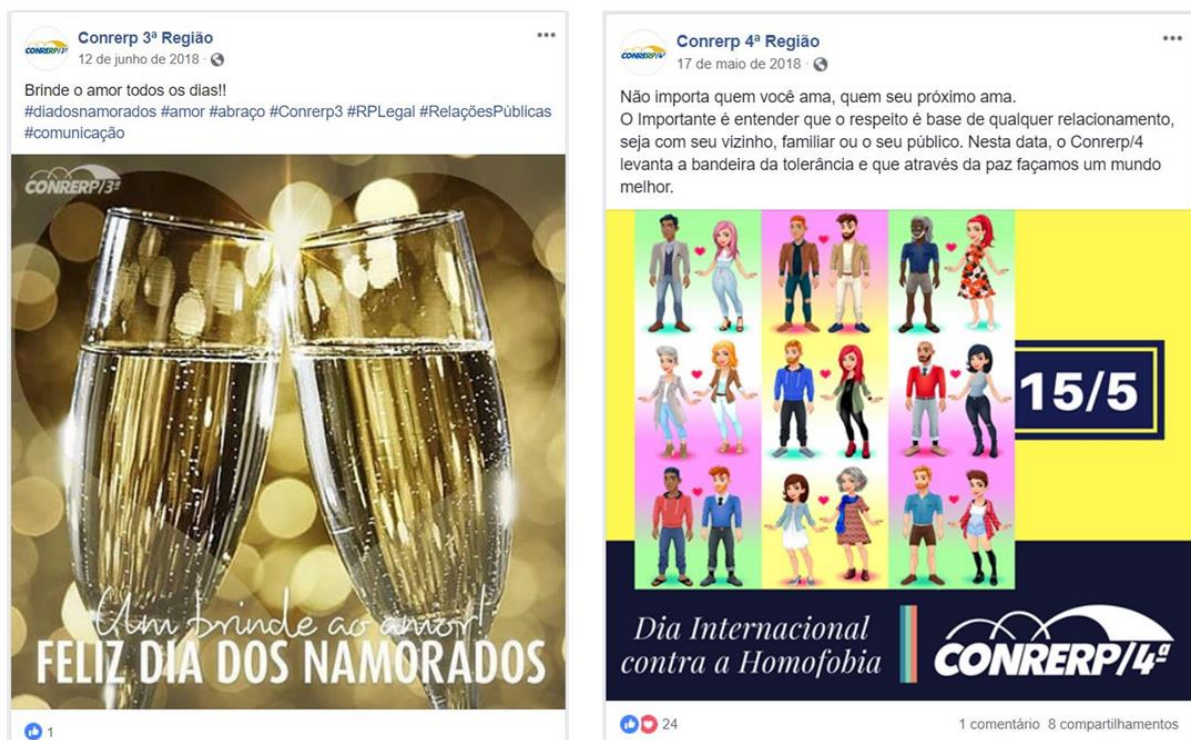 Conrerp 3ª Região
12 de junho de 2018
Brinde o amor todos os dias!!
#diadosnamorados #amor #abraço #Conrerp3 #RPLegal #RelaçõesPúblicas
#comunicação
CONRERP/3ª
Um brinde ao amor!
FELIZ DIA DOS NAMORADOS
1
Conrerp 4ª Região
17 de maio de 2018
Não importa quem você ama, quem seu próximo ama.
O Importante é entender que o respeito é base de qualquer relacionamento,
seja com seu vizinho, familiar ou o seu público. Nesta data, o Conrerp/4
levanta a bandeira da tolerância e que através da paz façamos um mundo
melhor.
15/5
Dia Internacional
contra a Homofobia
CONRERP/4ª
24
1 comentário 8 compartilhamentos